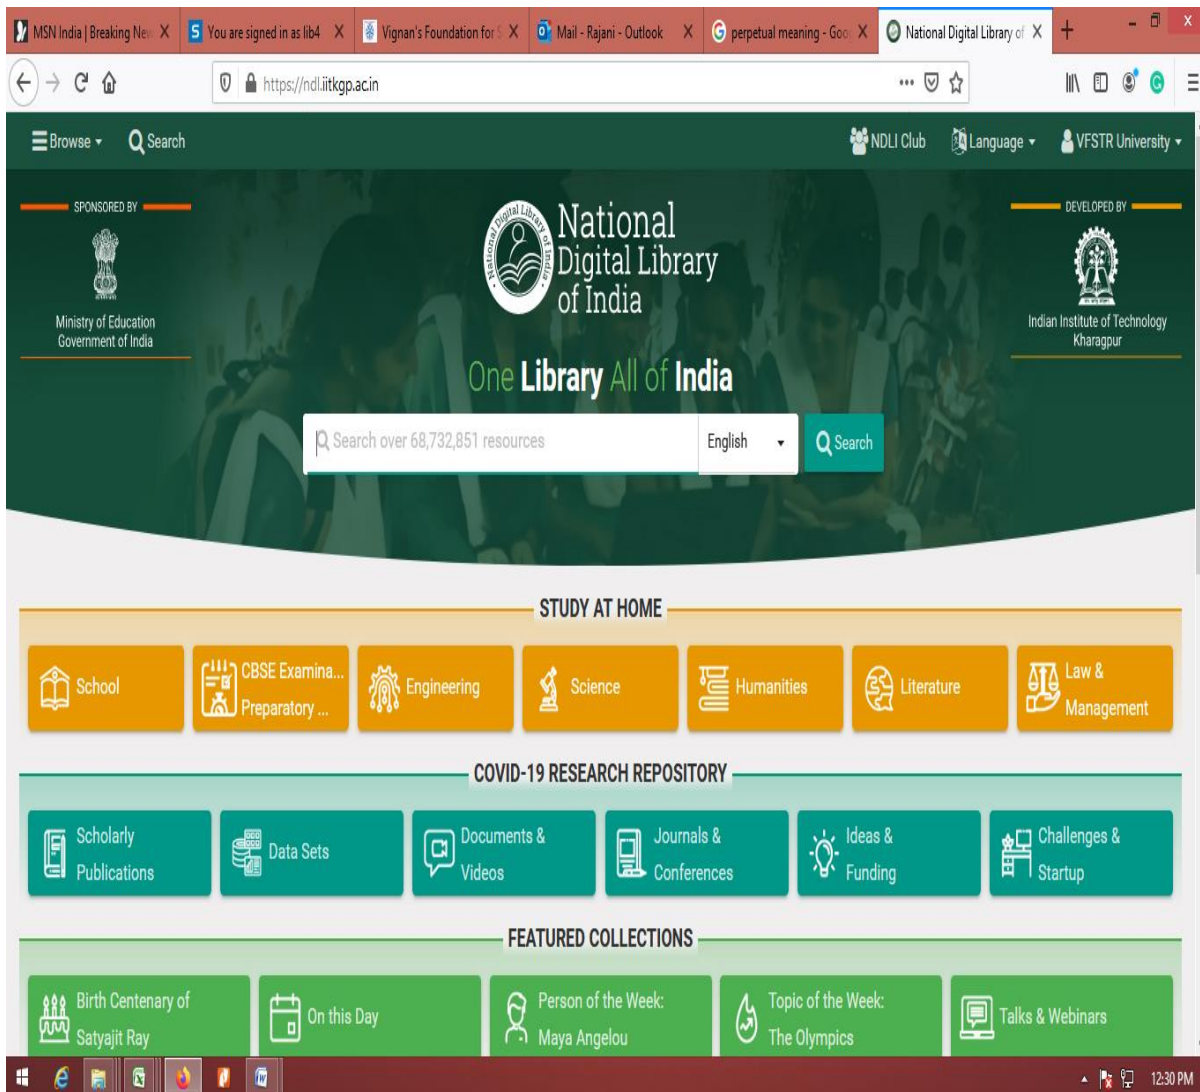 MSN India | Breaking New
You are signed in as lib4
Vignan's Foundation for S
Mail - Rajani - Outlook
perpetual meaning - Goo
National Digital Library of
https://ndl.iitkgp.ac.in
Browse
Search
NDLI Club
Language
VFSTR University
SPONSORED BY
Ministry of Education
Government of India
National Digital Library of India
National
Digital Library
of India
DEVELOPED BY
Indian Institute of Technology
Kharagpur
One Library All of India
Search over 68,732,851 resources
English
Search
STUDY AT HOME
School
CBSE Examina...
Preparatory ...
Engineering
Science
Humanities
Literature
Law &
Management
COVID-19 RESEARCH REPOSITORY
Scholarly
Publications
Data Sets
Documents &
Videos
Journals &
Conferences
Ideas &
Funding
Challenges &
Startup
FEATURED COLLECTIONS
Birth Centenary of
Satyajit Ray
On this Day
Person of the Week:
Maya Angelou
Topic of the Week:
The Olympics
Talks & Webinars
12:30 PM